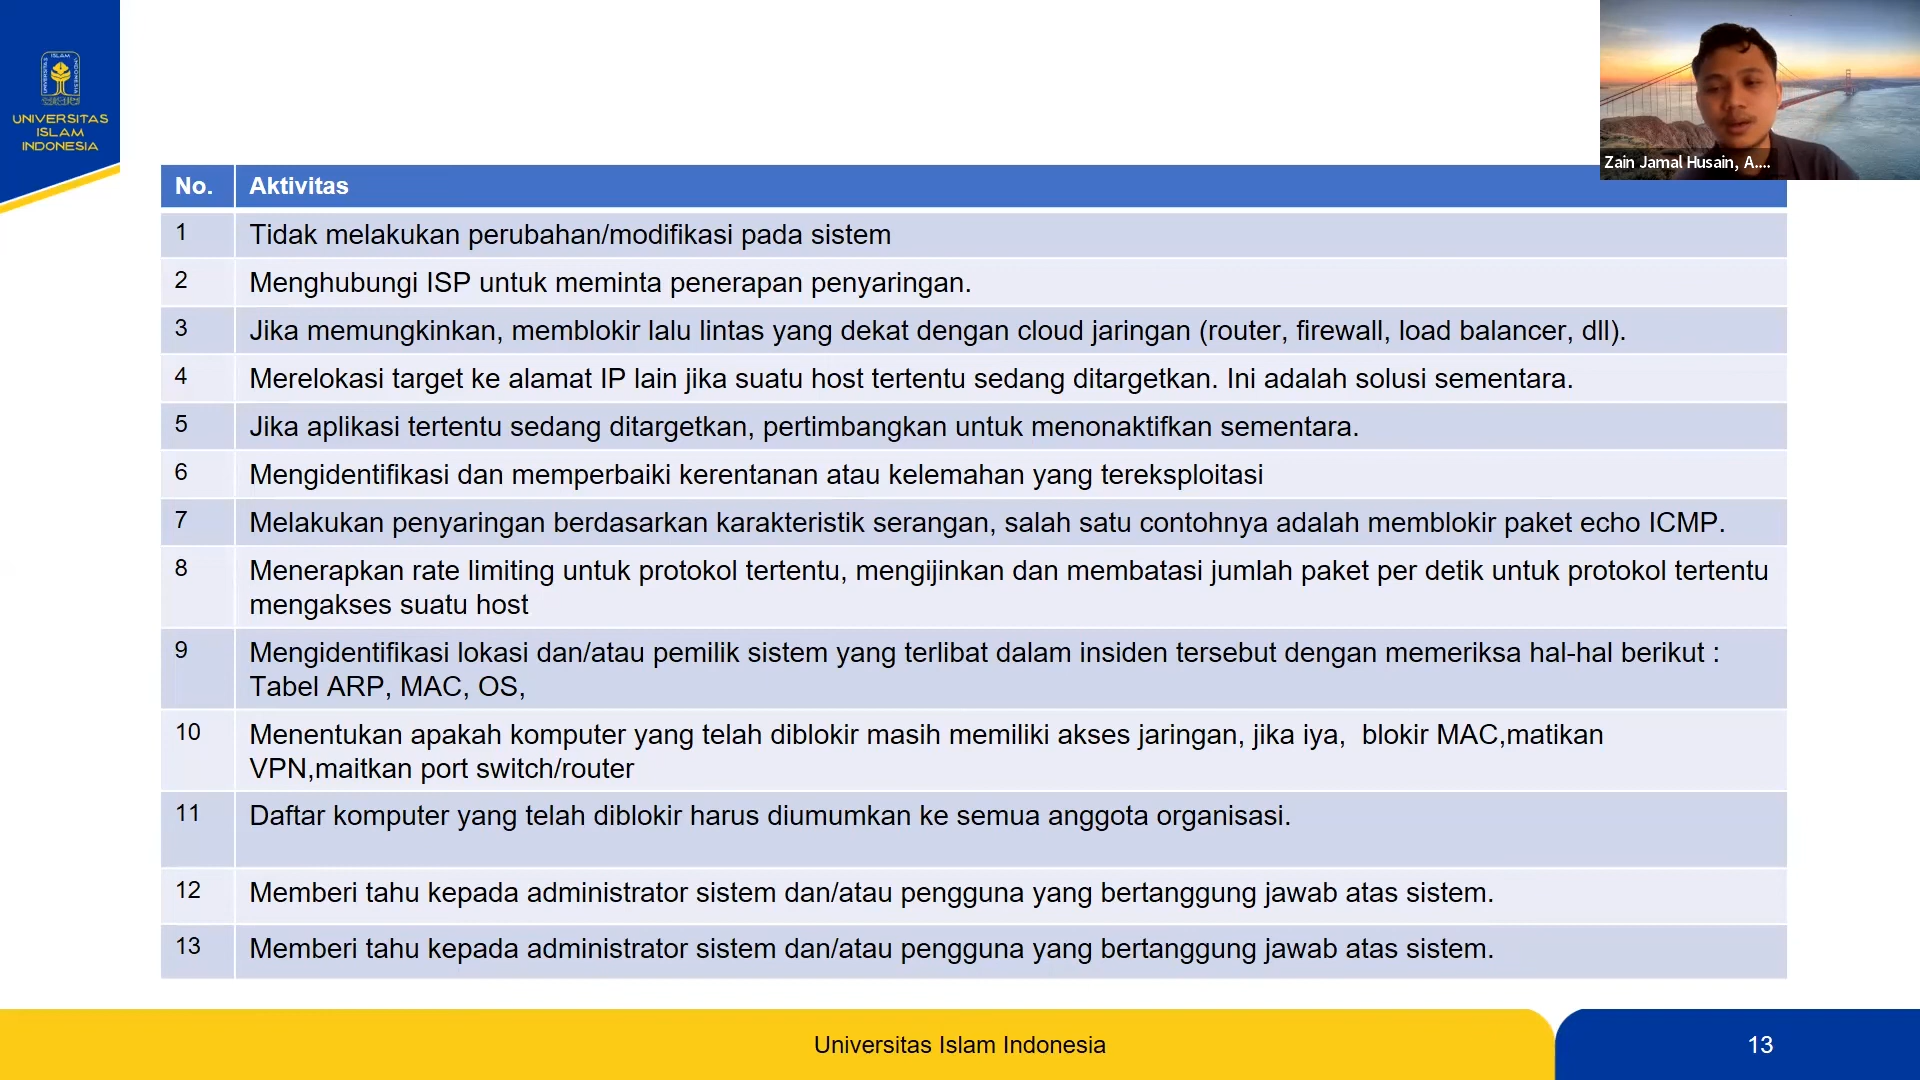 UNIVERSITAS
ISLAM
INDONESIA
Zain Jamal Husain, A....
No. Aktivitas
1 Tidak melakukan perubahan/modifikasi pada sistem
2 Menghubungi ISP untuk meminta penerapan penyaringan.
3 Jika memungkinkan, memblokir lalu lintas yang dekat dengan cloud jaringan (router, firewall, load balancer, dll).
4 Merelokasi target ke alamat IP lain jika suatu host tertentu sedang ditargetkan. Ini adalah solusi sementara.
5 Jika aplikasi tertentu sedang ditargetkan, pertimbangkan untuk menonaktifkan sementara.
6 Mengidentifikasi dan memperbaiki kerentanan atau kelemahan yang tereksploitasi
7 Melakukan penyaringan berdasarkan karakteristik serangan, salah satu contohnya adalah memblokir paket echo ICMP.
8 Menerapkan rate limiting untuk protokol tertentu, mengijinkan dan membatasi jumlah paket per detik untuk protokol tertentu
mengakses suatu host
9 Mengidentifikasi lokasi dan/atau pemilik sistem yang terlibat dalam insiden tersebut dengan memeriksa hal-hal berikut :
Tabel ARP, MAC, OS,
10 Menentukan apakah komputer yang telah diblokir masih memiliki akses jaringan, jika iya,  blokir MAC,matikan
VPN,maitkan port switch/router
11 Daftar komputer yang telah diblokir harus diumumkan ke semua anggota organisasi.
12 Memberi tahu kepada administrator sistem dan/atau pengguna yang bertanggung jawab atas sistem.
13 Memberi tahu kepada administrator sistem dan/atau pengguna yang bertanggung jawab atas sistem.
Universitas Islam Indonesia
13